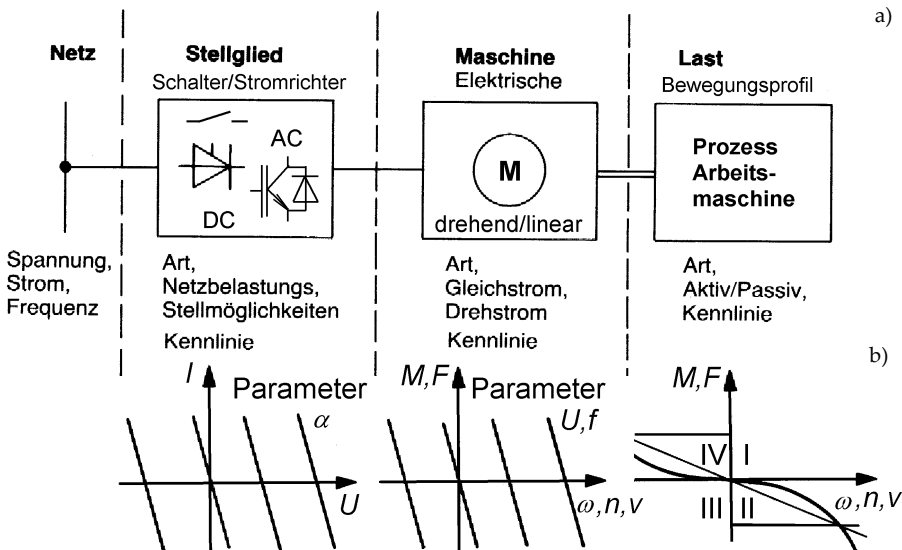 a)
Netz
Stellglied
Schalter/Stromrichter
Maschine
Elektrische
Last
Bewegungsprofil
AC
DC
M
drehend/linear
Prozess
Arbeits-
maschine
Spannung,
Strom,
Frequenz
Art,
Netzbelastungs,
Stellmöglichkeiten
Kennlinie
Art,
Gleichstrom,
Drehstrom
Kennlinie
Art,
Aktiv/Passiv,
Kennlinie
b)
I
Parameter
α
U
M,F
Parameter
U,f
ω,n,v
M,F
IV I
III II
ω,n,v